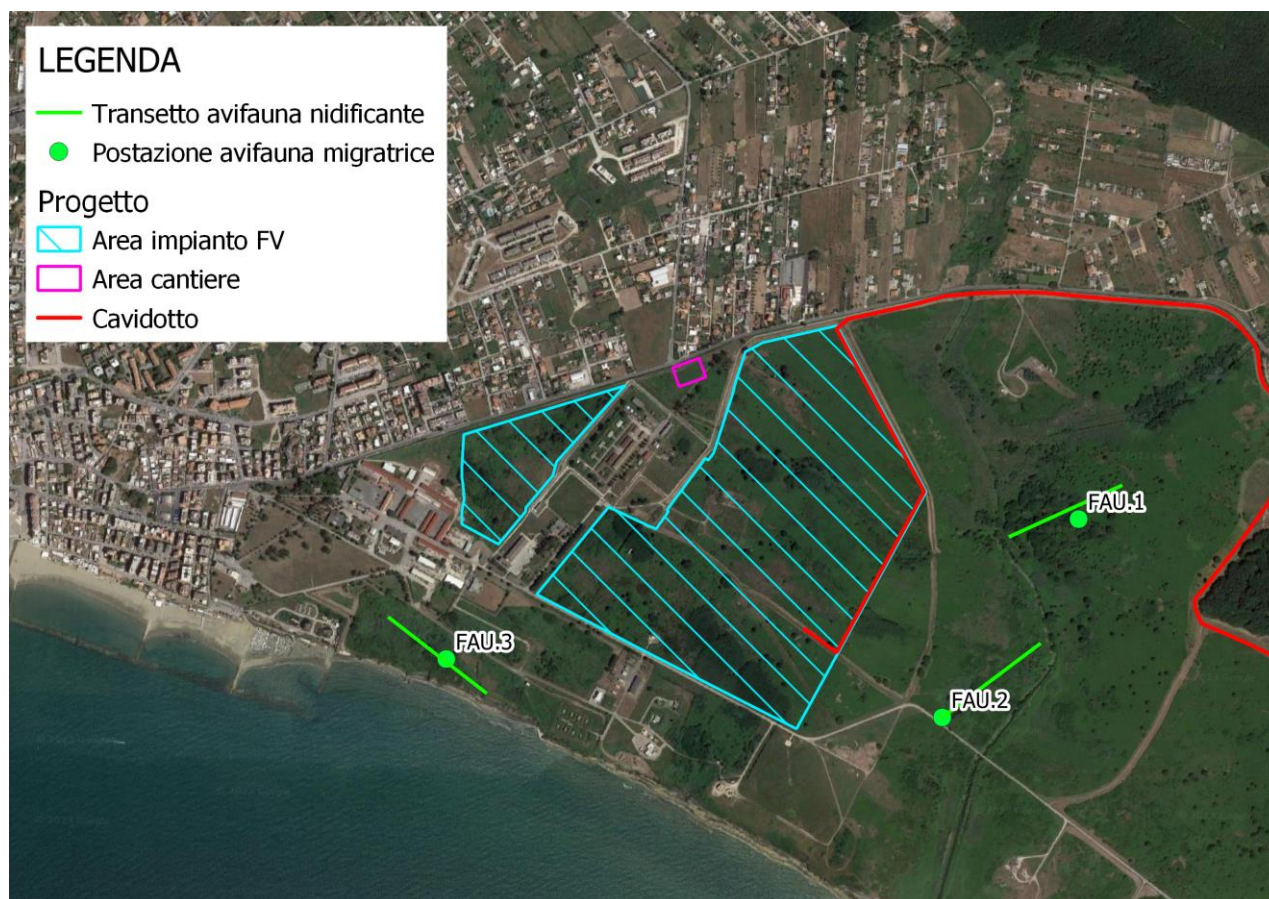 LEGENDA
Transetto avifauna nidificante
Postazione avifauna migratrice
Progetto
Area impianto FV
Area cantiere
Cavidotto
FAU.1
FAU.3
FAU.2